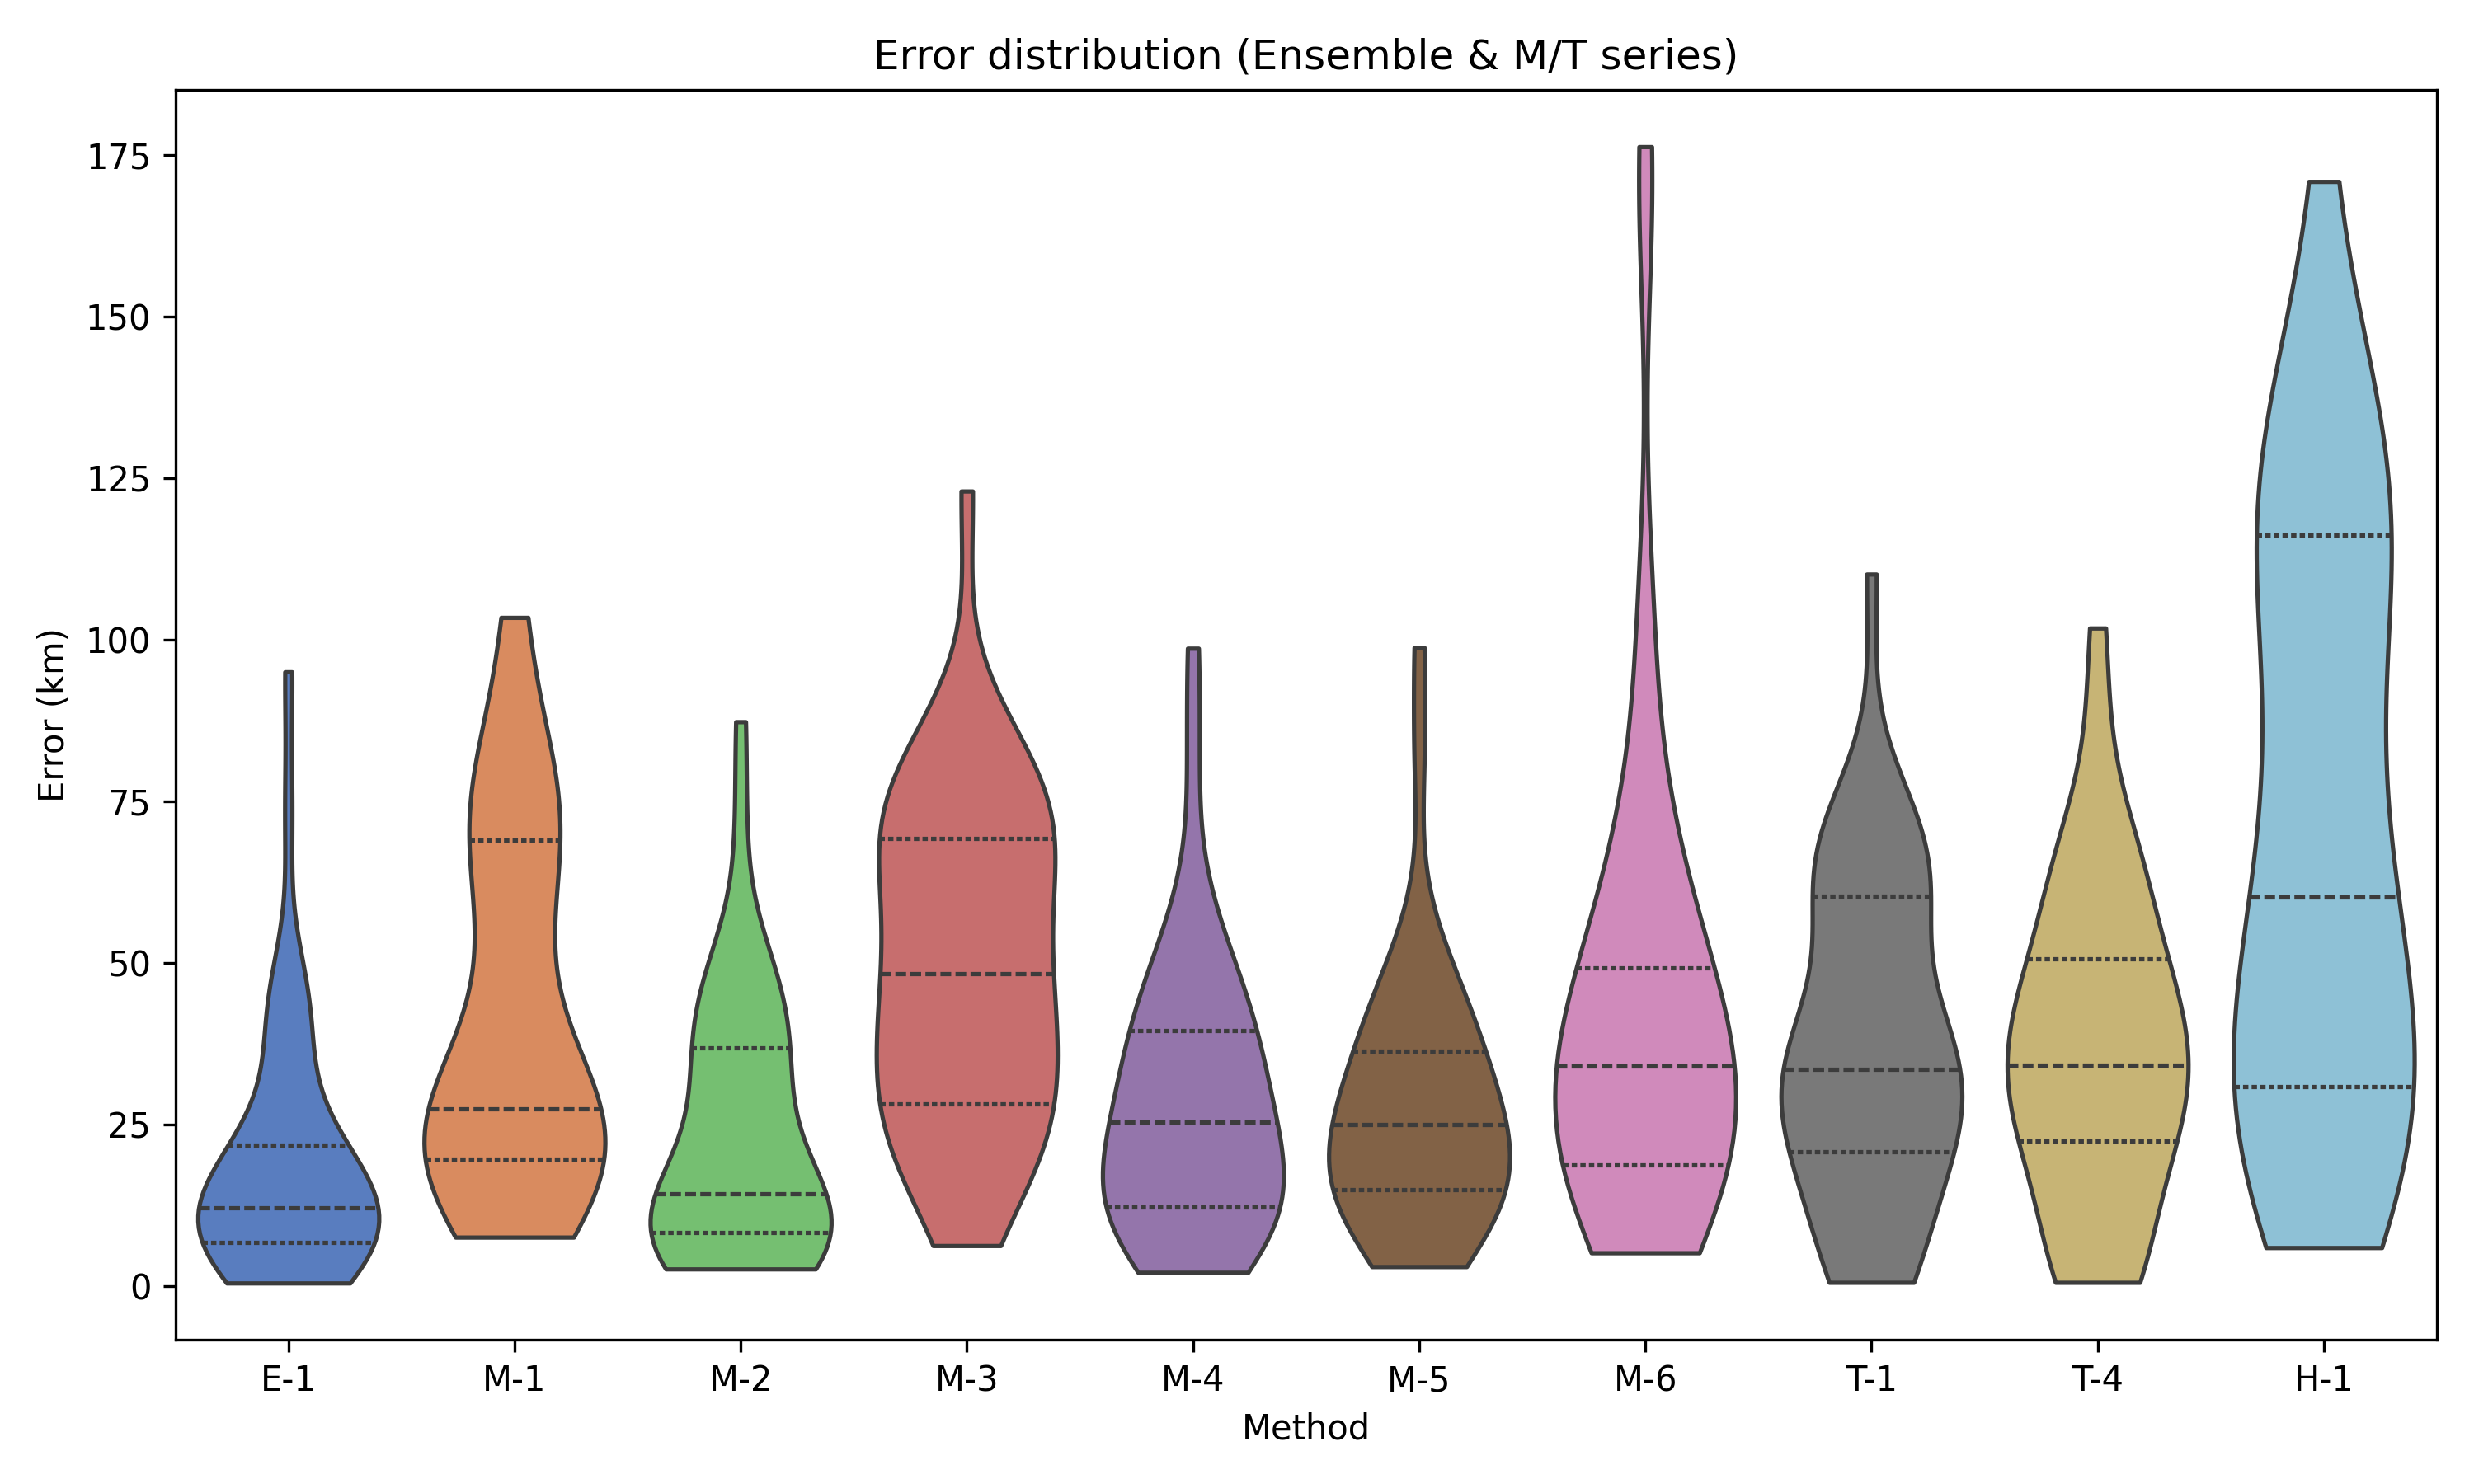 Error distribution (Ensemble & M/T series)
175
150
125
100
75
50
25
0
Error (km)
E-1 M-1 M-2 M-3 M-4 M-5 M-6 T-1 T-4 H-1
Method